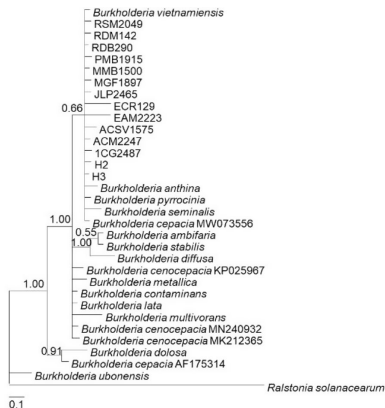 Burkholderia vietnamiensis
RSM2049
RDM142
RDB290
PMB1915
MMB1500
MGF1897
JLP2465
0.66
ECR129
EAM2223
ACSV1575
ACM2247
1CG2487
H2
H3
Burkholderia anthina
Burkholderia pyrrocinia
Burkholderia seminalis
1.00
Burkholderia cepacia MW073556
0.55
Burkholderia ambifaria
1.00
Burkholderia stabilis
Burkholderia diffusa
Burkholderia cenocepacia KP025967
Burkholderia metallica
1.00
Burkholderia contaminans
Burkholderia lata
Burkholderia multivorans
Burkholderia cenocepacia MN240932
Burkholderia cenocepacia MK212365
0.91
Burkholderia dolosa
Burkholderia cepacia AF175314
Burkholderia ubonensis
Ralstonia solanacearum
0.1